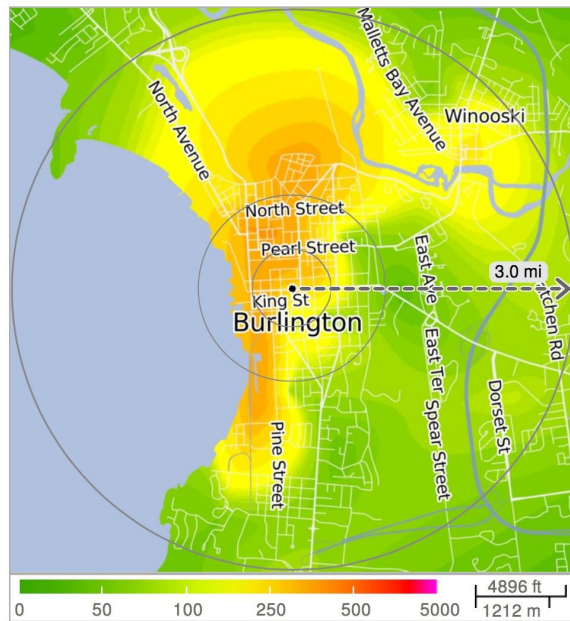 Malletts Bay Avenue
North Avenue
Winooski
North Street
Pearl Street
East Ave
3.0 mi
King St
Burlington
East Ter
Dorset St
Spear Street
Pine Street
4896 ft
0 50 100 250 500 5000
1212 m